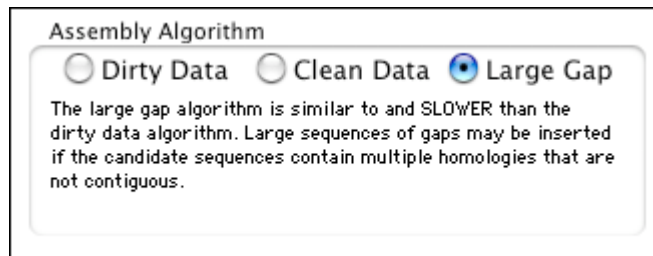 Assembly Algorithm
Dirty Data Clean Data Large Gap
The large gap algorithm is similar to and SLOWER than the
dirty data algorithm. Large sequences of gaps may be inserted
if the candidate sequences contain multiple homologies that are
not contiguous.